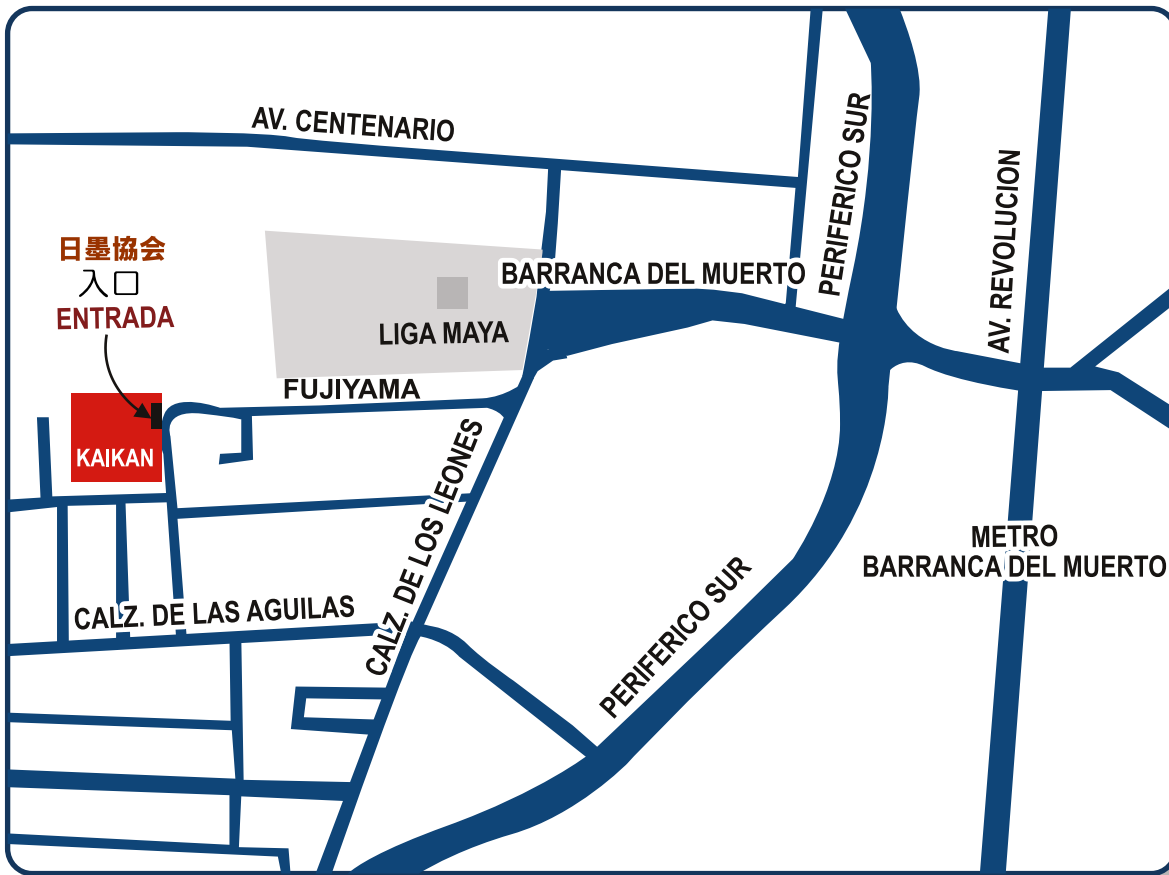 AV. CENTENARIO
PERIFERICO SUR
AV. REVOLUCION
日墨協会
入口
ENTRADA
BARRANCA DEL MUERTO
LIGA MAYA
FUJIYAMA
KAIKAN
CALZ. DE LOS LEONES
METRO
BARRANCA DEL MUERTO
CALZ. DE LAS AGUILAS
PERIFERICO SUR